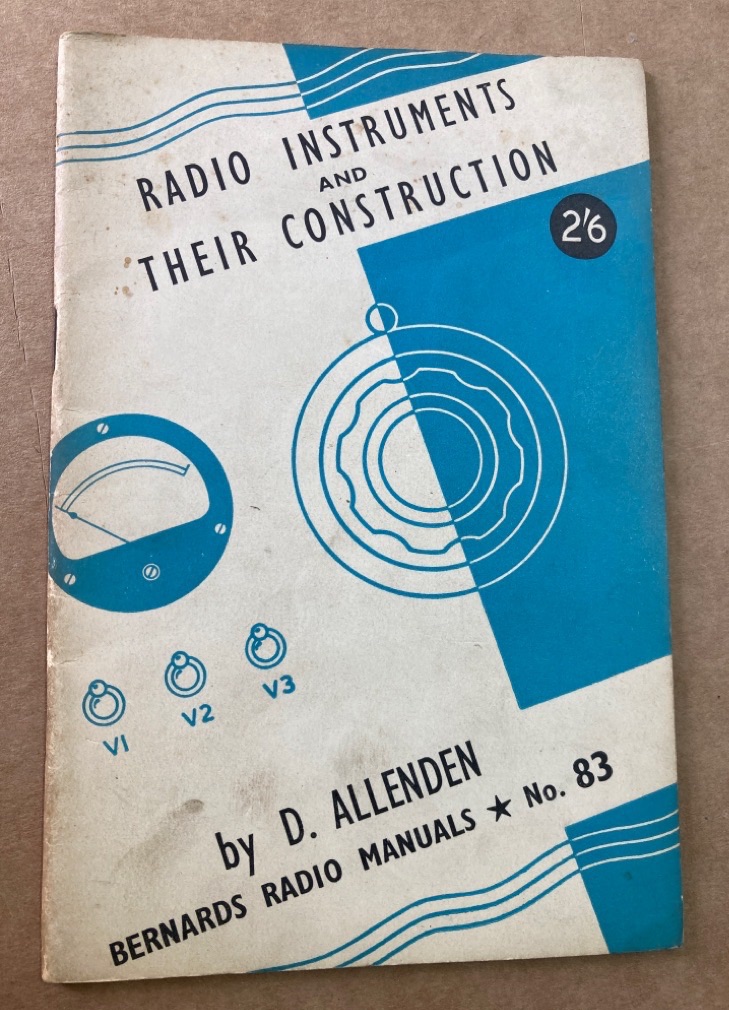 RADIO INSTRUMENTS
AND
THEIR CONSTRUCTION
2'/6
V1
V2
V3
by D. ALLENDEN
BERNARDS RADIO MANUALS ★ No. 83